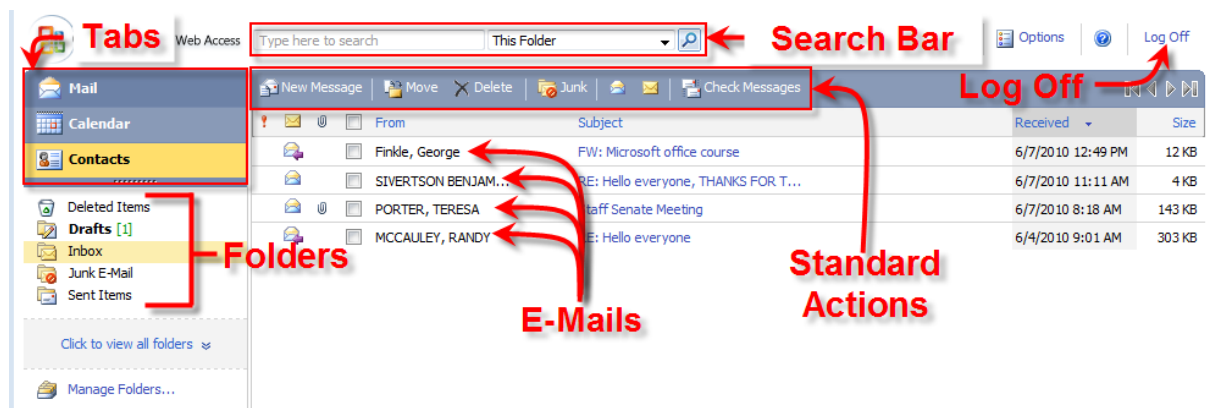 Tabs Web Access Type here to search This Folder Search Bar Options Log Off
Mail New Message Move Delete Junk Check Messages Log Off
Calendar ! From Subject Received Size
Contacts Finkle, George FW: Microsoft office course 6/7/2010 12:49 PM 12 KB
SIVERTSON BENJAM... RE: Hello everyone, THANKS FOR T... 6/7/2010 11:11 AM 4 KB
Deleted Items PORTER, TERESA Staff Senate Meeting 6/7/2010 8:18 AM 143 KB
Drafts [1] MCCAULEY, RANDY RE: Hello everyone 6/4/2010 9:01 AM 303 KB
Inbox
Folders
Junk E-Mail
Standard
Sent Items
Actions
E-Mails
Click to view all folders
Manage Folders...